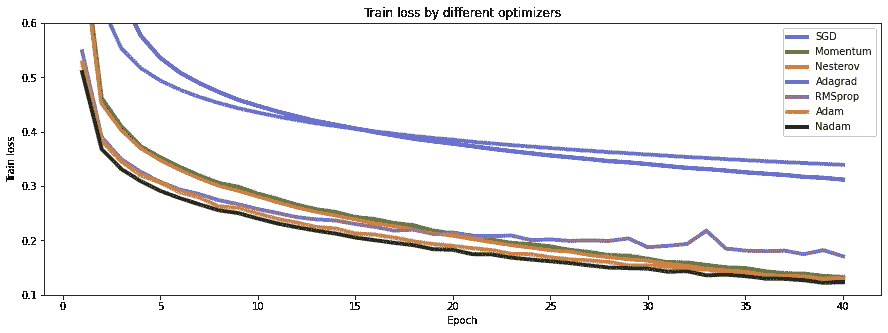 Train loss by different optimizers
0.6
0.5
0.4
0.3
0.2
0.1
Train loss
SGD
Momentum
Nesterov
Adagrad
RMSprop
Adam
Nadam
0 5 10 15 20 25 30 35 40
Epoch